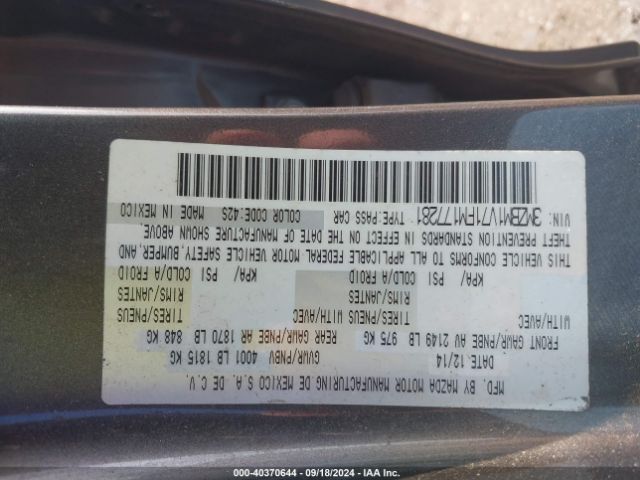 MFD. BY MAZDA MOTOR MANUFACTURING DE MEXICO S.A. DE C.V.
DATE:12/14 GVWR/PNBV 4001 LB 1815 KG
FRONT GAWR/PNBE AV 2149 LB 975 KG REAR GAWR/PNBE AR 1870 LB 848 KG
WITH/AVEC TIRES/PNEUS WITH/AVEC TIRES/PNEUS
RIMS/JANTES RIMS/JANTES
KPA/ PSI COLD/A FROID KPA/ PSI COLD/A FROID
THIS VEHICLE CONFORMS TO ALL APPLICABLE FEDERAL MOTOR VEHICLE SAFETY, BUMPER, AND
THEFT PREVENTION STANDARDS IN EFFECT ON THE DATE OF MANUFACTURE SHOWN ABOVE.
VIN: 3MZBM1V71FM177281 TYPE:PASS CAR COLOR CODE:42S MADE IN MEXICO
000-40370644 / 09/18/2024 - IAA Inc.